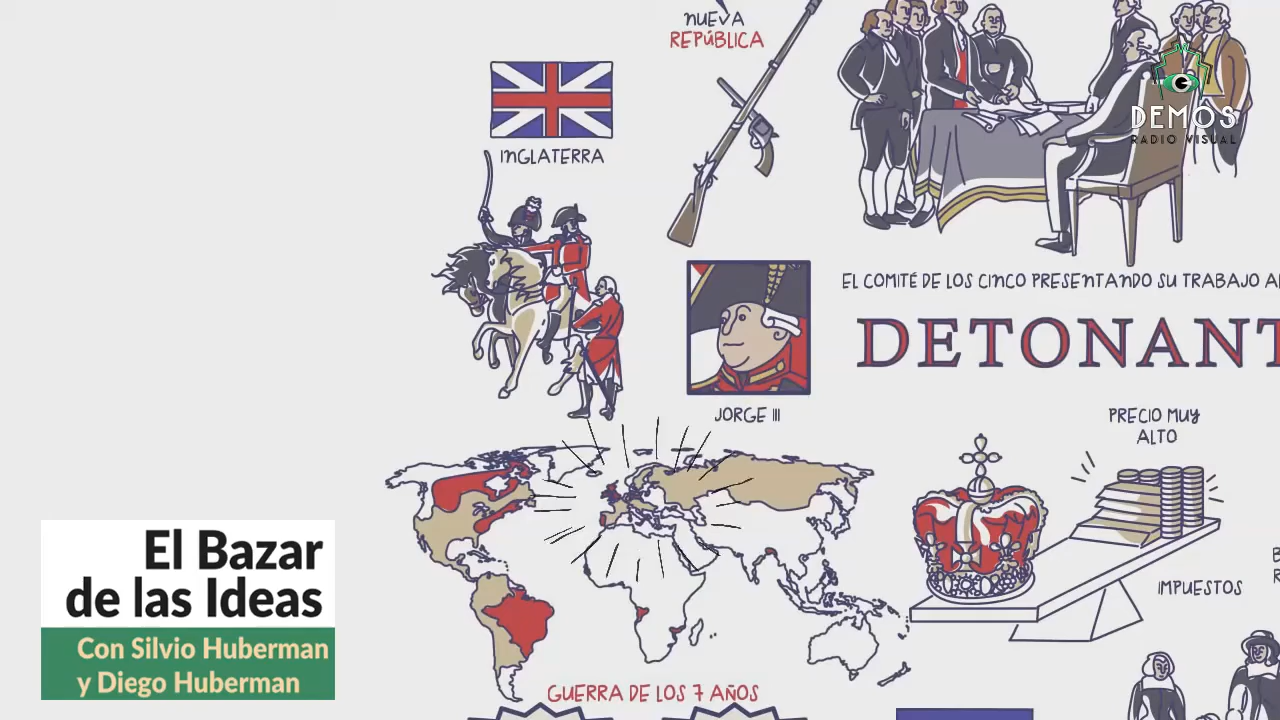 NUEVA
REPÚBLICA
DEMOS
RADIO VISUAL
INGLATERRA
EL COMITÉ DE LOS CINCO PRESENTANDO SU TRABAJO
DETONANT
JORGE III
PRECIO MUY
ALTO
IMPUESTOS
El Bazar
de las Ideas
Con Silvio Huberman
y Diego Huberman
GUERRA DE LOS 7 AÑOS